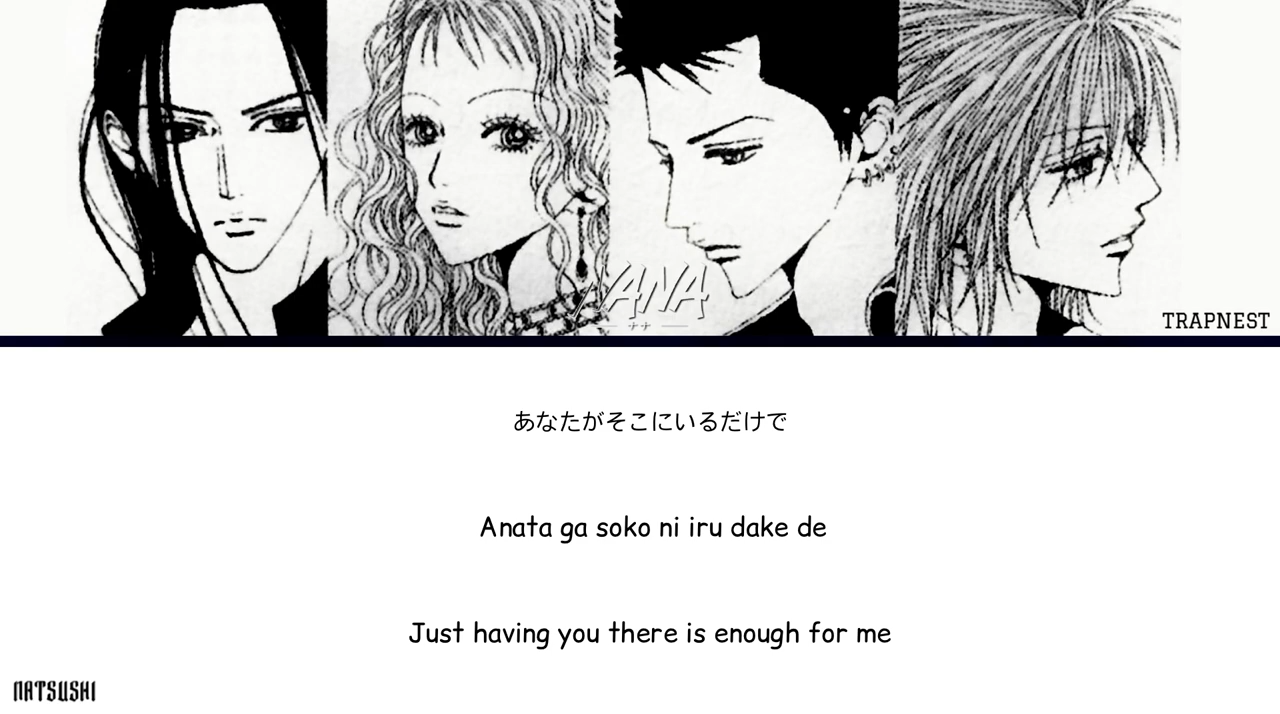 NANA
ナナ
TRAPNEST
あなたがそこにいるだけで
Anata ga soko ni iru dake de
Just having you there is enough for me
NATSUSHI